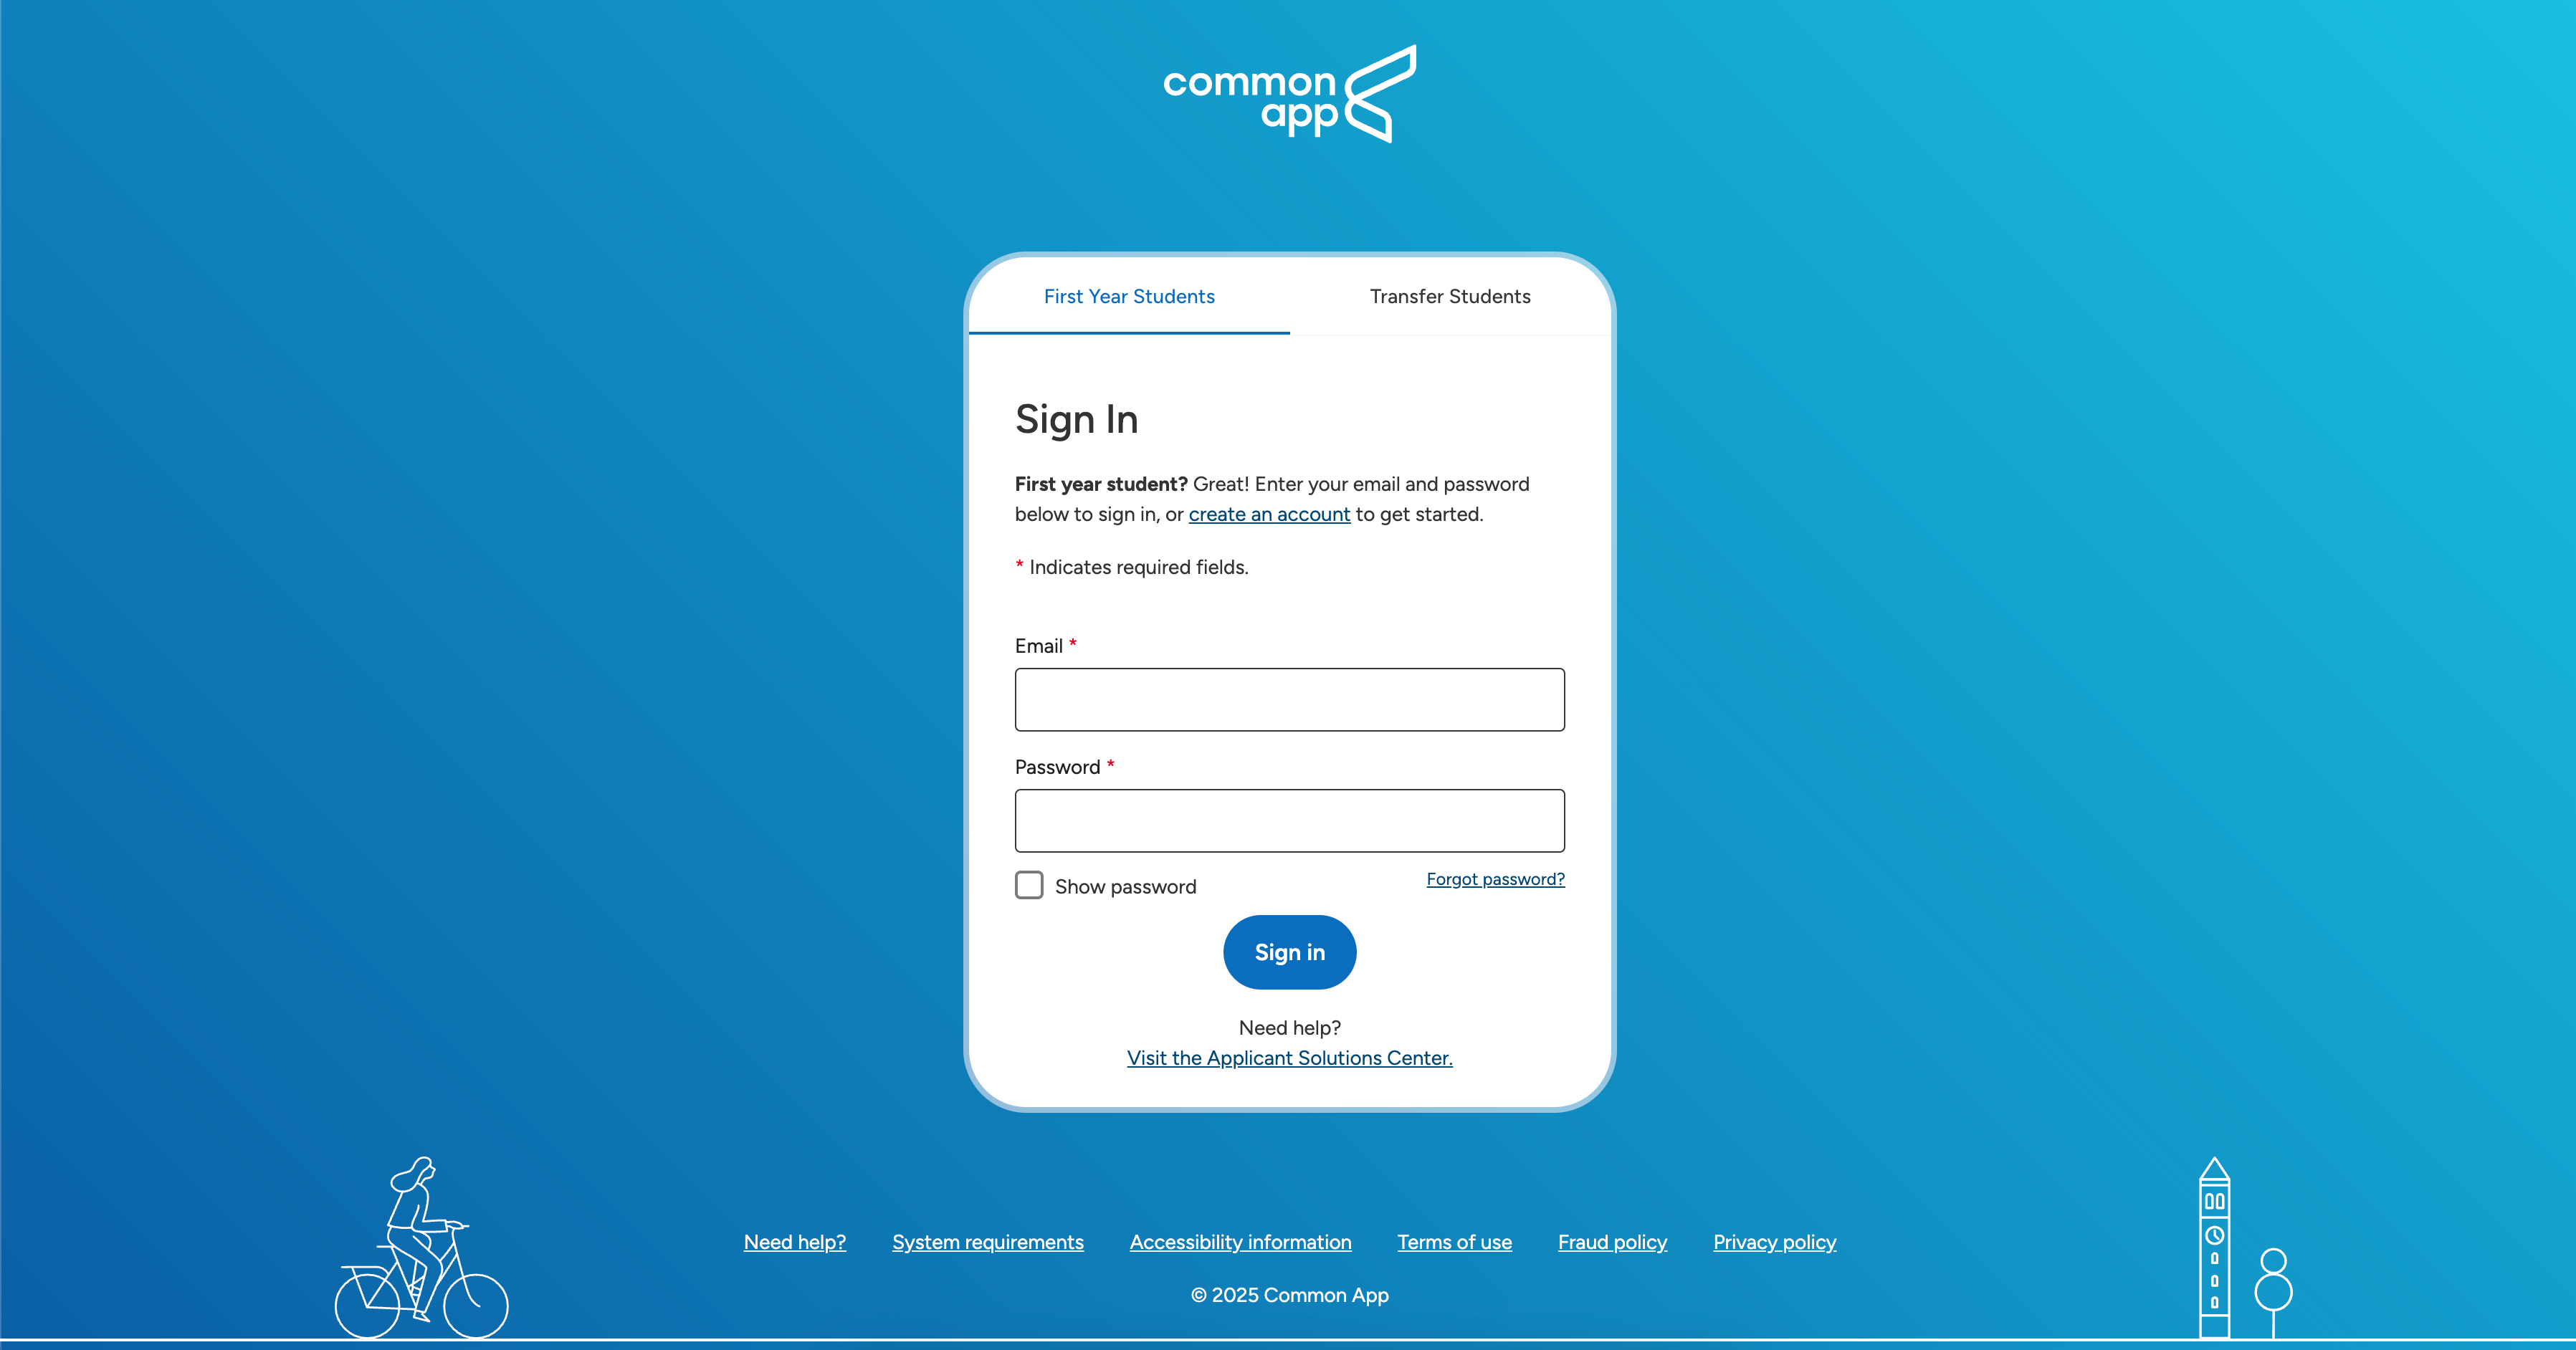 common
app
First Year Students
Transfer Students
Sign In
First year student? Great! Enter your email and password
below to sign in, or create an account to get started.
* Indicates required fields.
Email *
Password *
Show password
Forgot password?
Sign in
Need help?
Visit the Applicant Solutions Center.
Need help?
System requirements
Accessibility information
Terms of use
Fraud policy
Privacy policy
© 2025 Common App